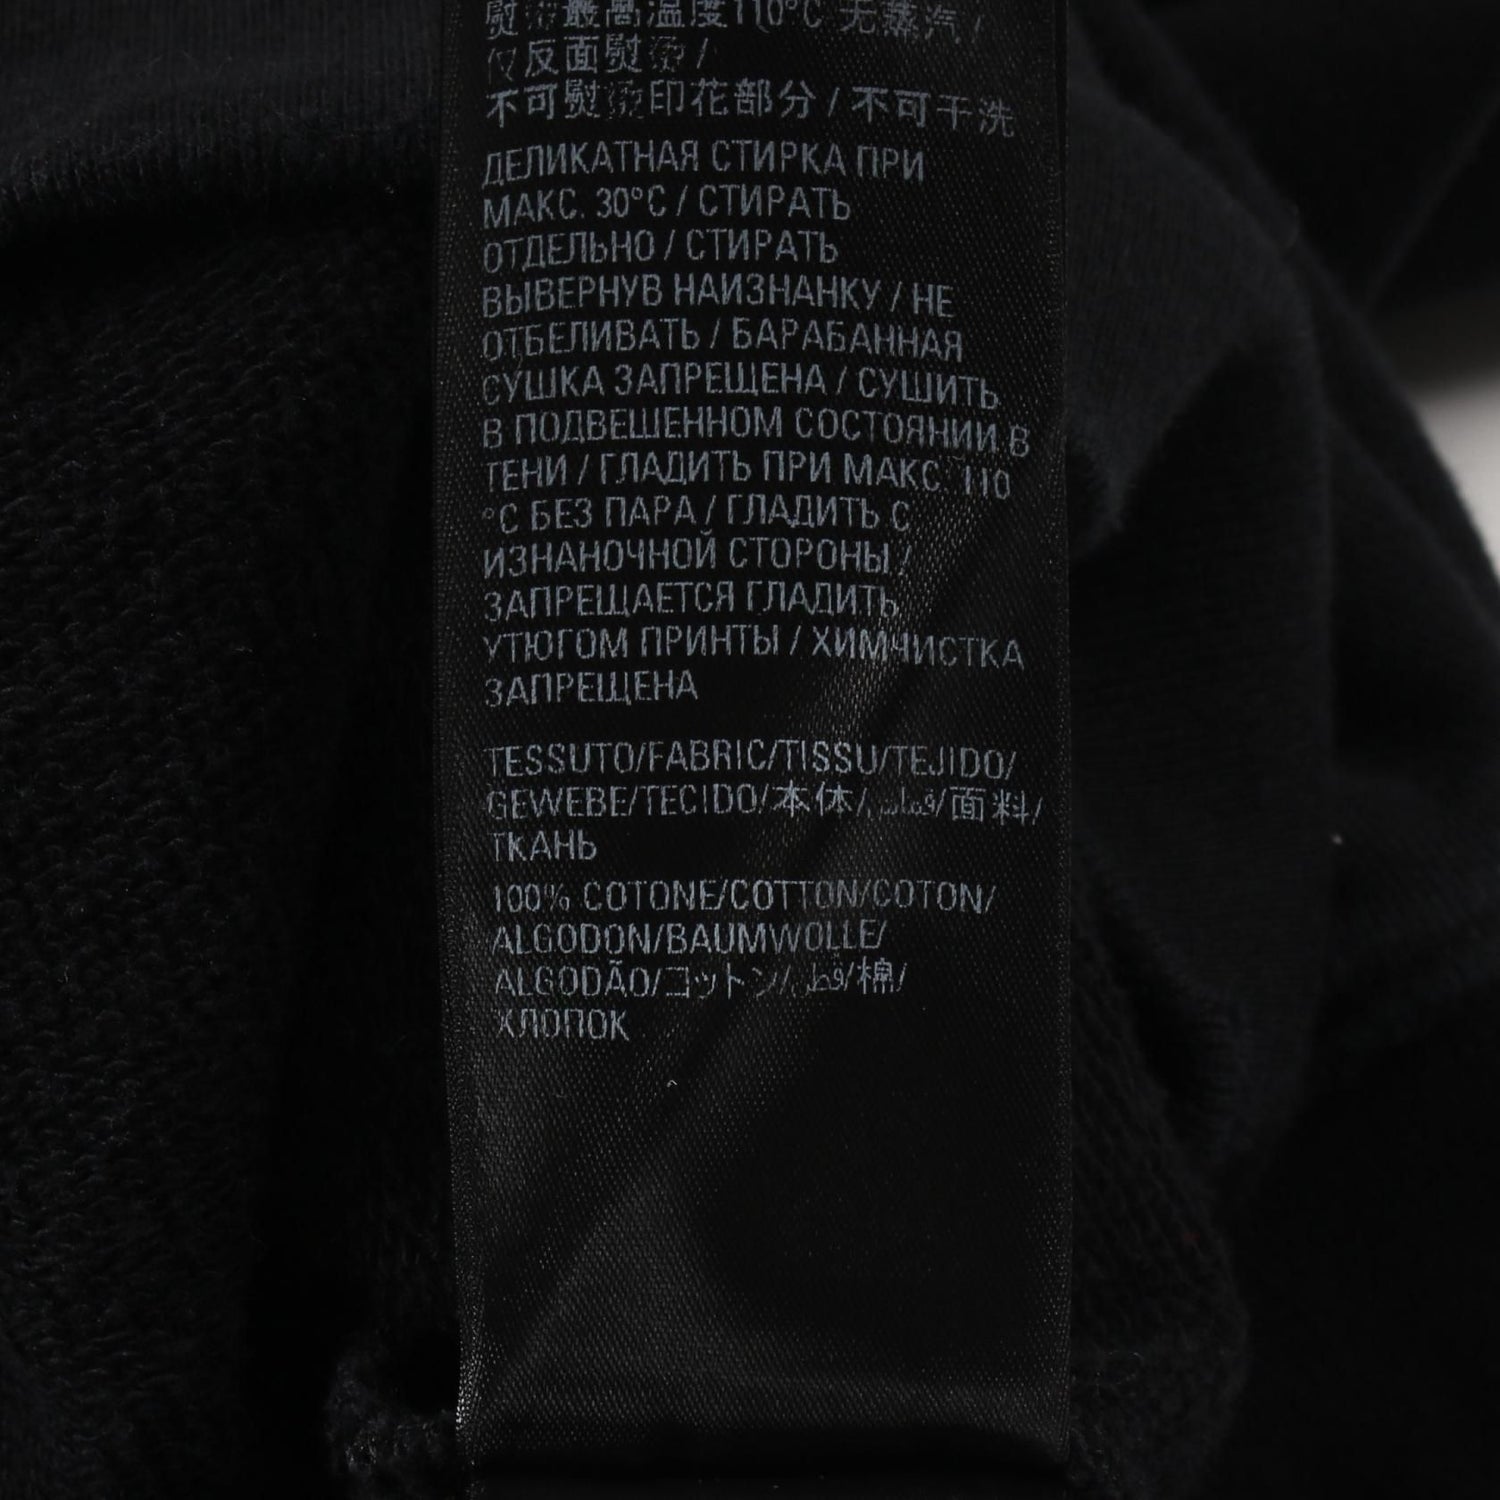 熨烫最高温度110°C 无蒸汽 /
仅反面熨烫 /
不可熨烫印花部分 / 不可干洗
ДЕЛИКАТНАЯ СТИРКА ПРИ
МАКС. 30°C / СТИРАТЬ
ОТДЕЛЬНО / СТИРАТЬ
ВЫВЕРНУВ НАИЗНАНКУ / НЕ
ОТБЕЛИВАТЬ / БАРАБАННАЯ
СУШКА ЗАПРЕЩЕНА / СУШИТЬ
В ПОДВЕШЕННОМ СОСТОЯНИИ В
ТЕНИ / ГЛАДИТЬ ПРИ МАКС. 110
°C БЕЗ ПАРА / ГЛАДИТЬ С
ИЗНАНОЧНОЙ СТОРОНЫ /
ЗАПРЕЩАЕТСЯ ГЛАДИТЬ
УТЮГОМ ПРИНТЫ / ХИМЧИСТКА
ЗАПРЕЩЕНА
TESSUTO/FABRIC/TISSU/TEJIDO/
GEWEBE/TECIDO/本体/قماش/面料/
ТКАНЬ
100% COTONE/COTTON/COTON/
ALGODON/BAUMWOLLE/
ALGODÃO/コットン/قطن/棉/
ХЛОПОК